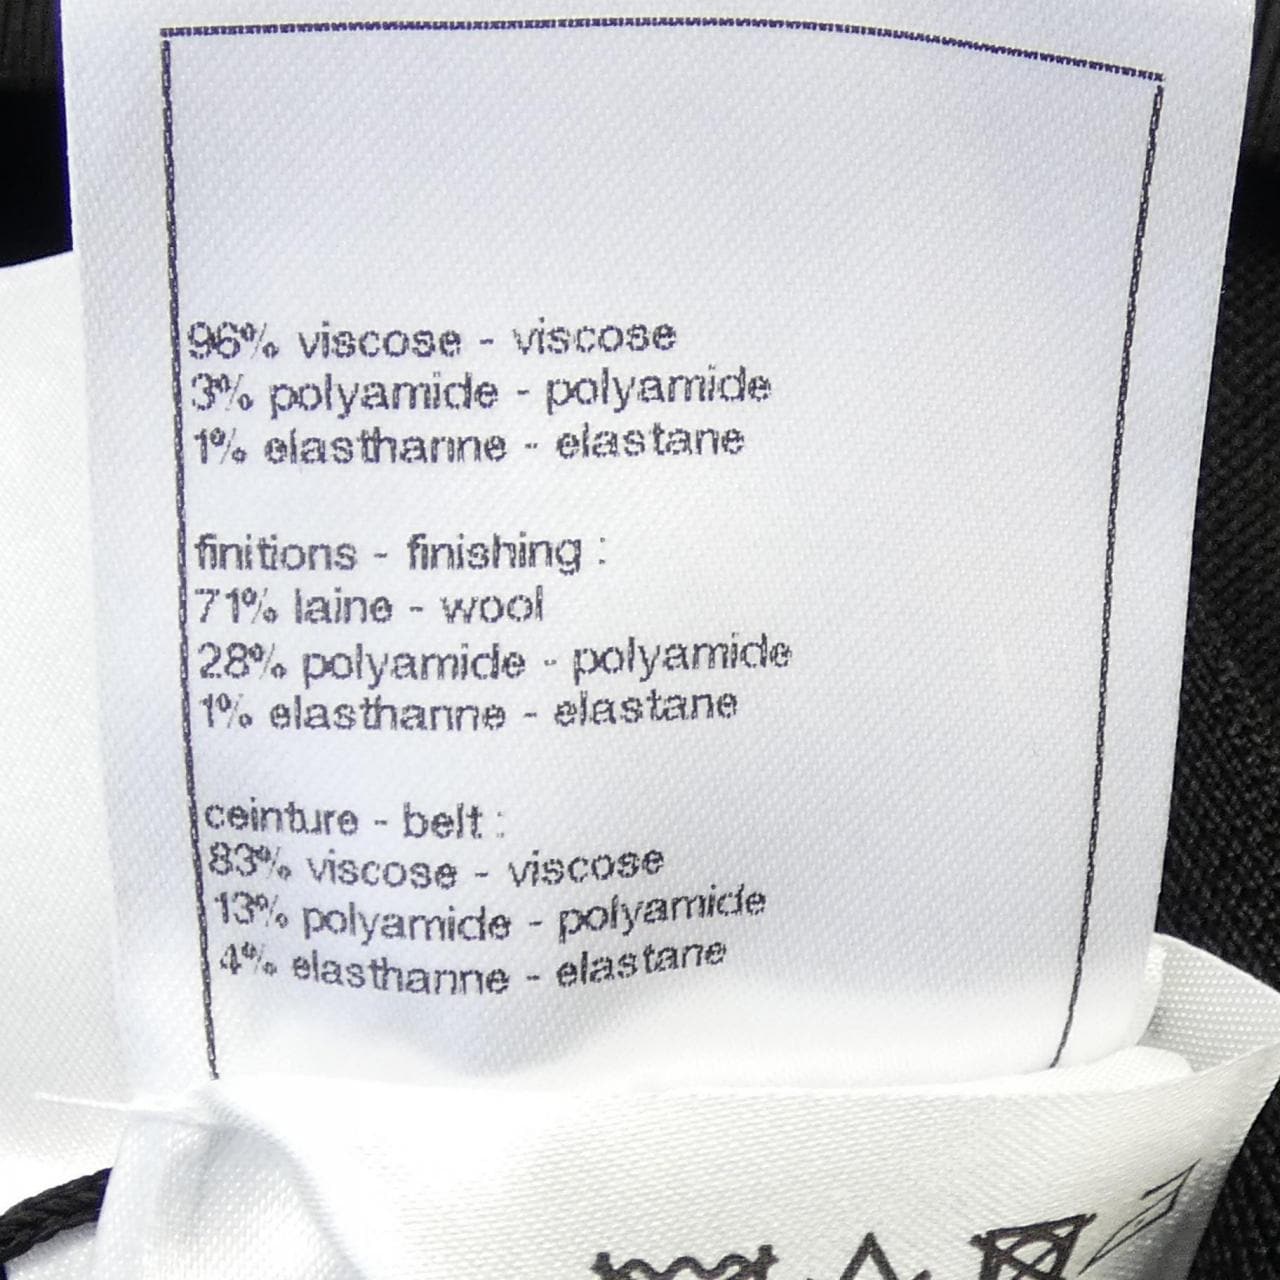 96% viscose - viscose
3% polyamide - polyamide
1% elasthanne - elastane
finitions - finishing :
71% laine - wool
28% polyamide - polyamide
1% elasthanne - elastane
ceinture - belt :
83% viscose - viscose
13% polyamide - polyamide
4% elasthanne - elastane